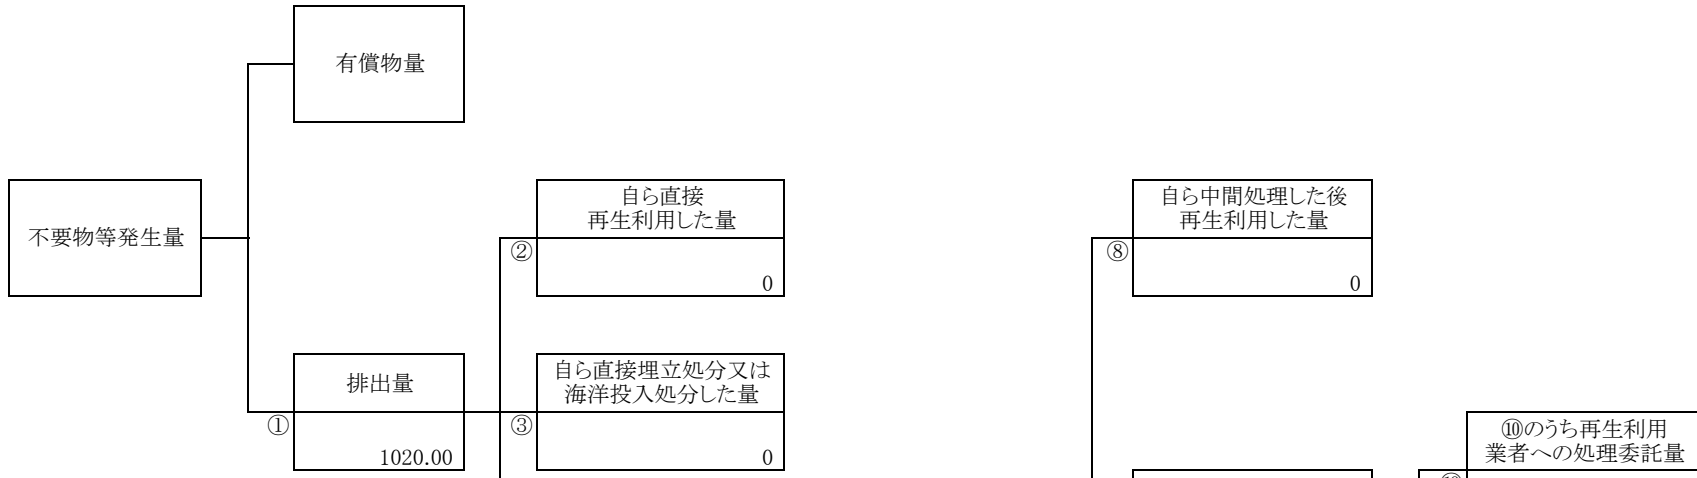 有償物量
不要物等発生量
自ら直接
再生利用した量
②
0
自ら中間処理した後
再生利用した量
⑧
0
排出量
①
1020.00
自ら直接埋立処分又は
海洋投入処分した量
③
0
⑩のうち再生利用
業者への処理委託量